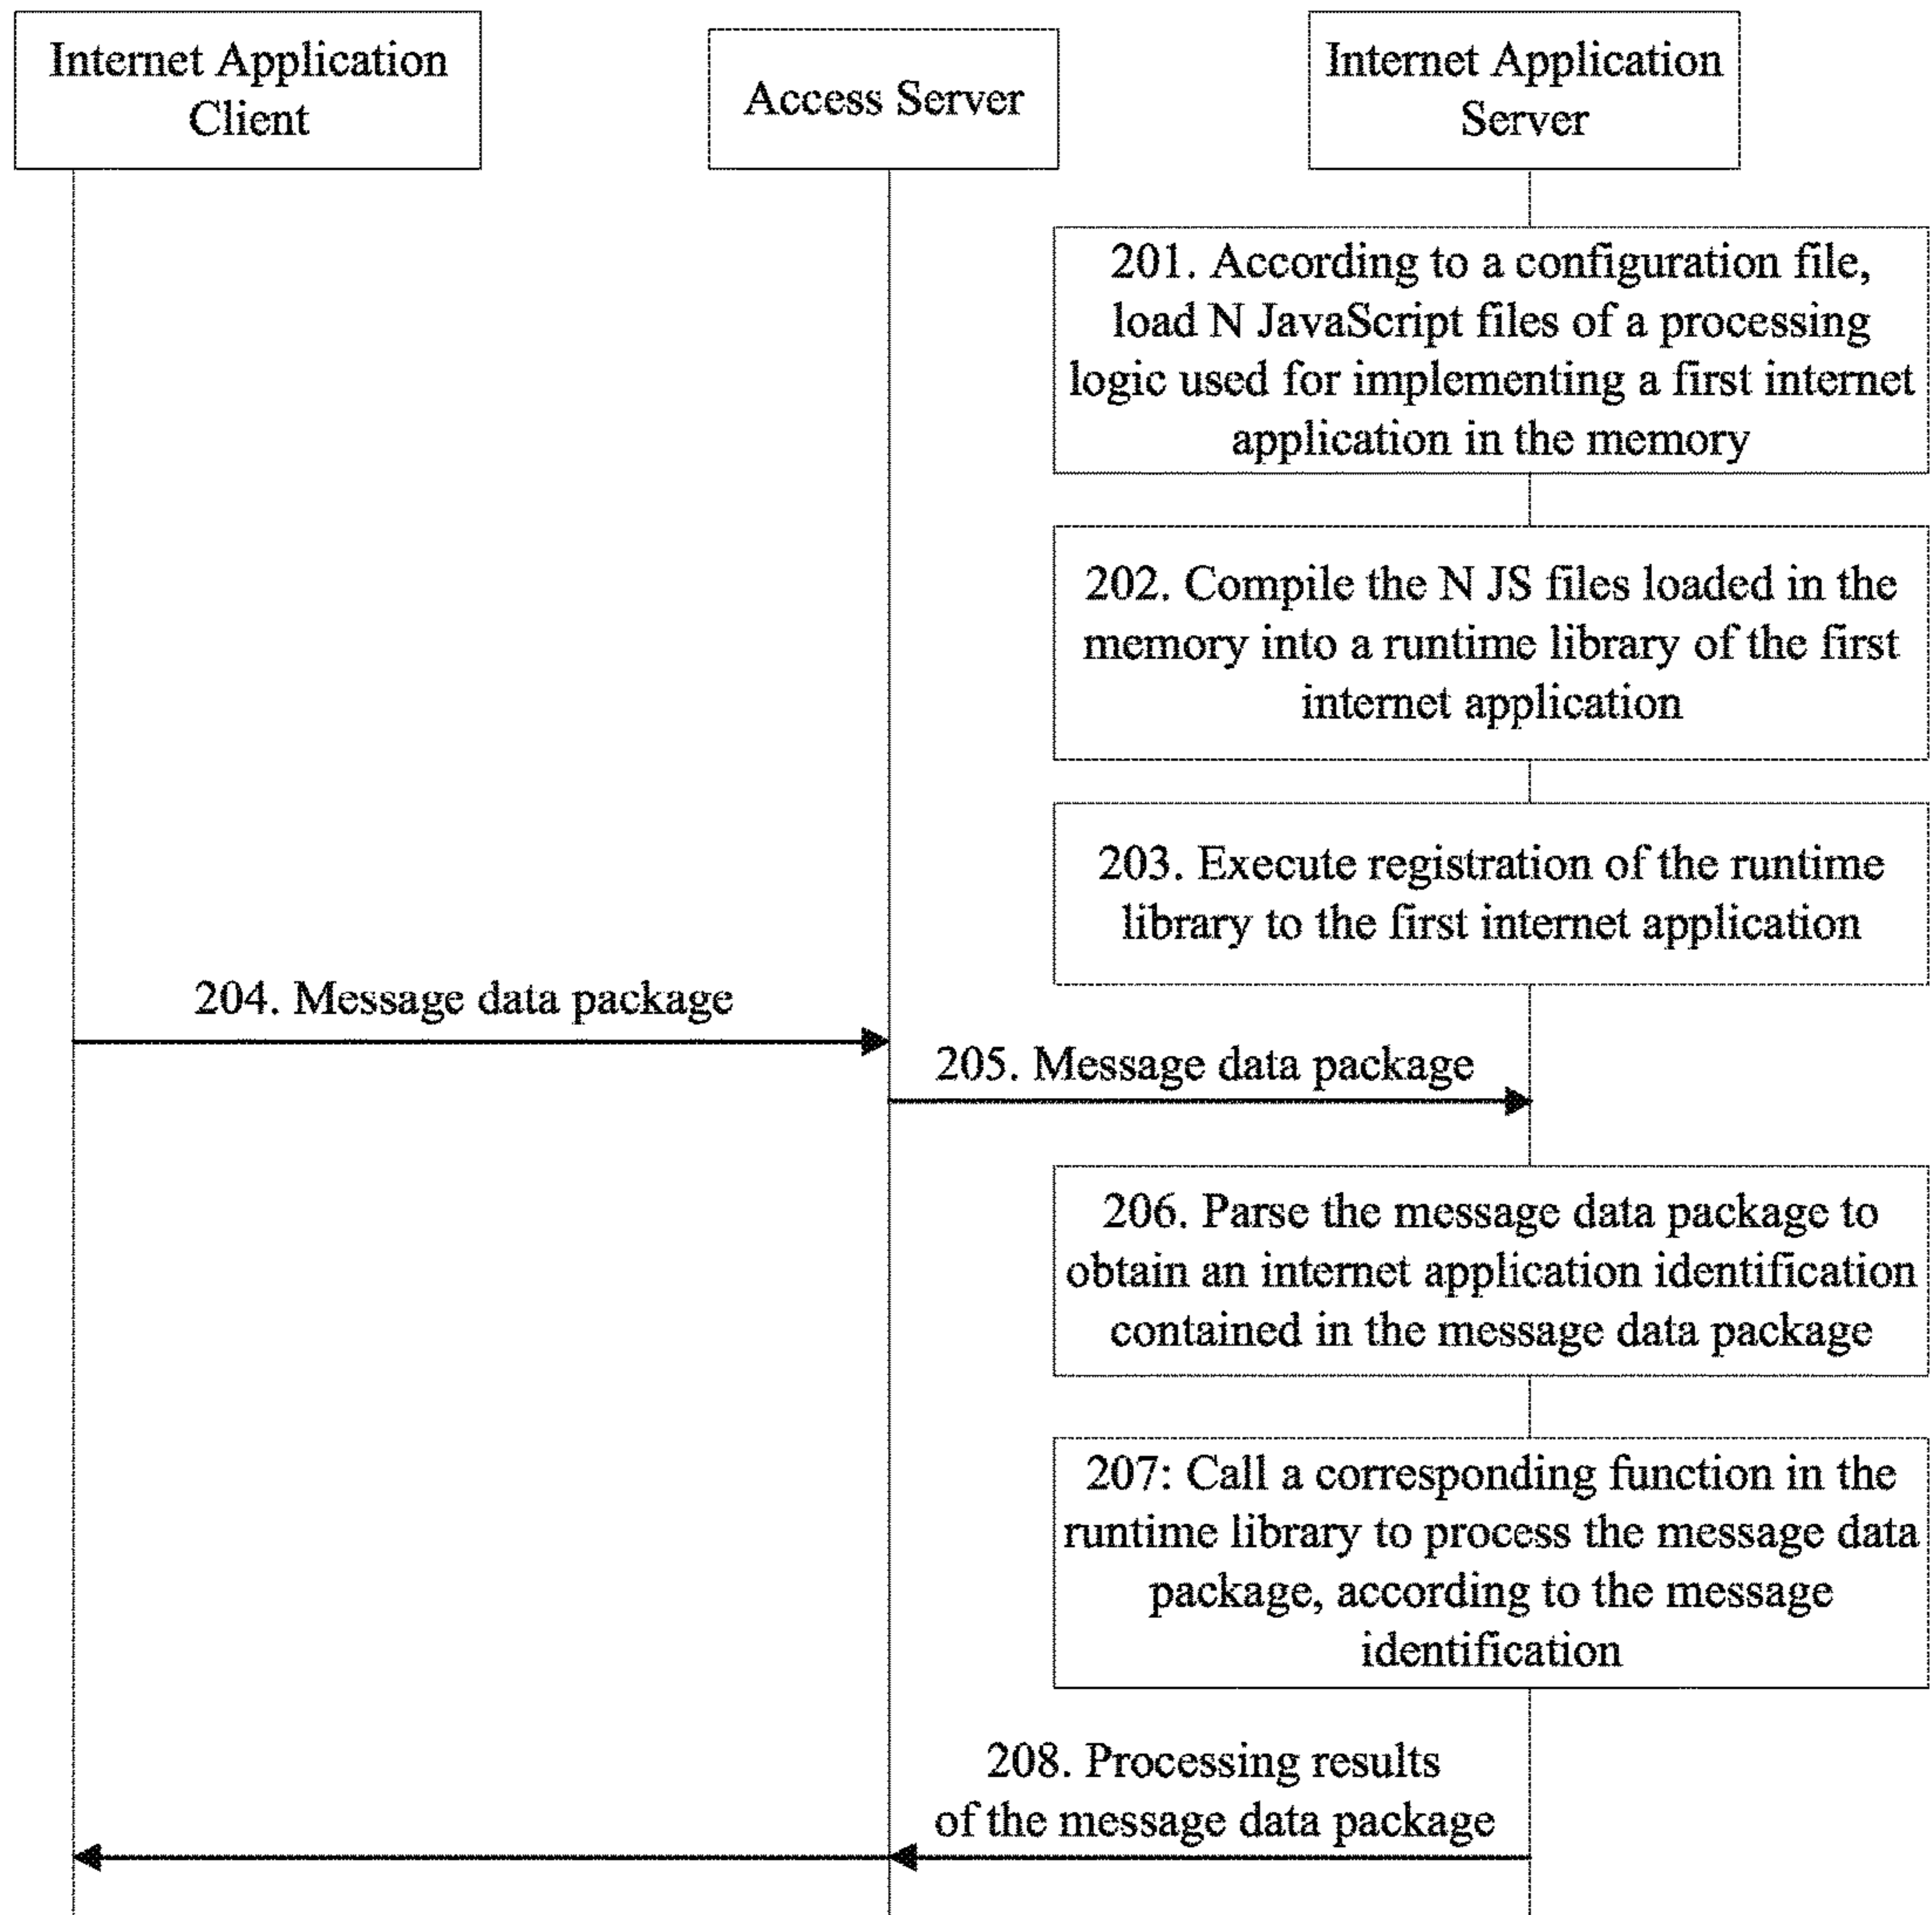 Internet Application
Client
Access Server
Internet Application
Server
201. According to a configuration file,
load N JavaScript files of a processing
logic used for implementing a first internet
application in the memory
202. Compile the N JS files loaded in the
memory into a runtime library of the first
internet application
203. Execute registration of the runtime
library to the first internet application
204. Message data package
205. Message data package
206. Parse the message data package to
obtain an internet application identification
contained in the message data package
207: Call a corresponding function in the
runtime library to process the message data
package, according to the message
identification
208. Processing results
of the message data package